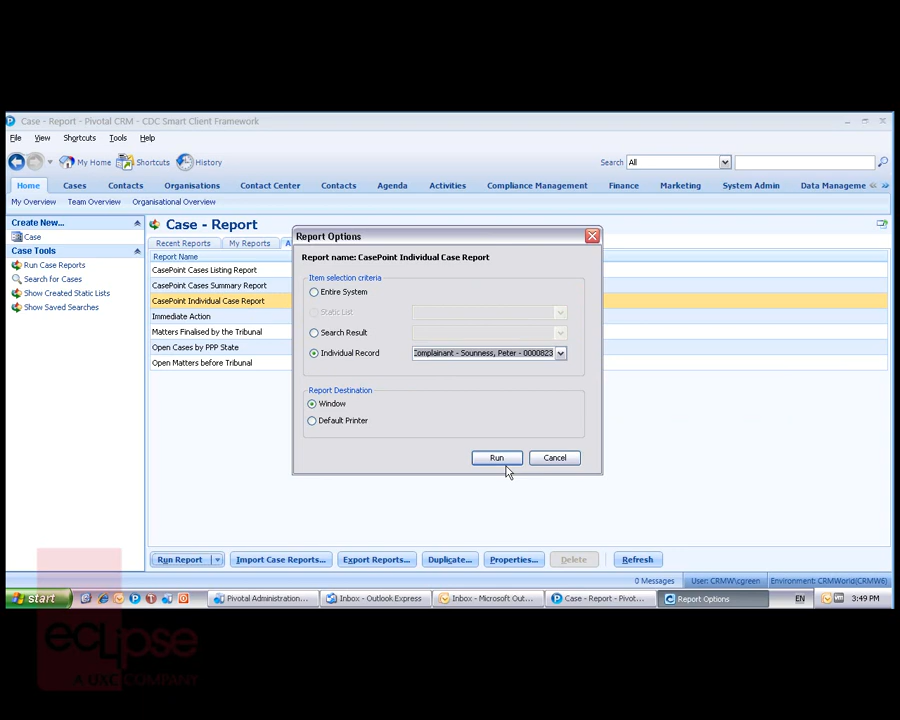 Case - Report - Pivotal CRM - CDC Smart Client Framework
File View Shortcuts Tools Help
My Home Shortcuts History Search All
Home Cases Contacts Organisations Contact Center Contacts Agenda Activities Compliance Management Finance Marketing System Admin Data Manageme
My Overview Team Overview Organisational Overview
Create New...
Case
Case Tools
Run Case Reports
Search for Cases
Show Created Static Lists
Show Saved Searches
Case - Report
Recent Reports My Reports
Report Name
CasePoint Cases Listing Report
CasePoint Cases Summary Report
CasePoint Individual Case Report
Immediate Action
Matters Finalised by the Tribunal
Open Cases by PPP State
Open Matters before Tribunal
Report Options
Report name: CasePoint Individual Case Report
Item selection criteria
Entire System
Static List
Search Result
Individual Record Complainant - Sounness, Peter - 0000823
Report Destination
Window
Default Printer
Run Cancel
Run Report Import Case Reports... Export Reports... Duplicate... Properties... Delete Refresh
0 Messages User: CRMW\cgreen Environment: CRMWorld(CRMW6)
start Pivotal Administration... Inbox - Outlook Express Inbox - Microsoft Out... Case - Report - Pivot... Report Options EN 3:49 PM
eclipse
A UXC COMPANY